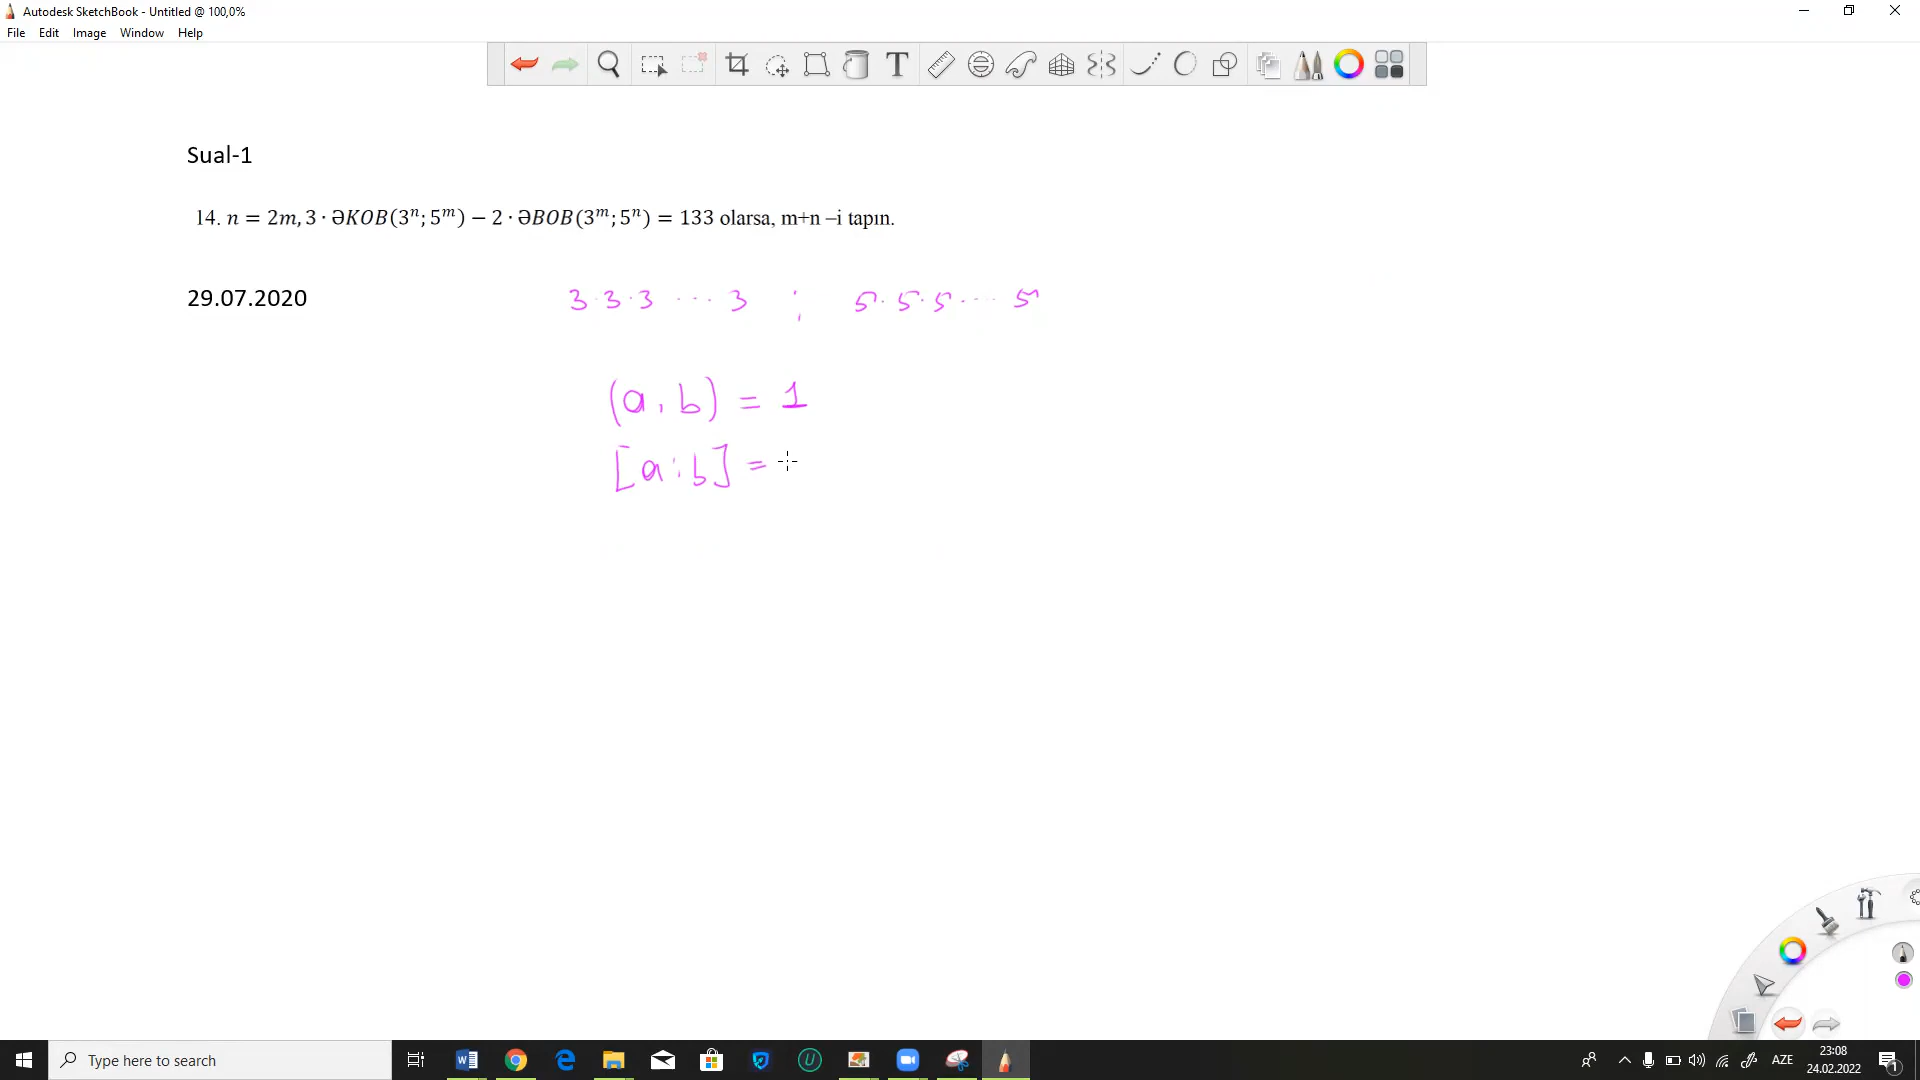 Autodesk SketchBook - Untitled @ 100,0%
File Edit Image Window Help
T
Sual-1
14. n = 2m, 3 · ƏKOB(3ⁿ; 5ᵐ) − 2 · ƏBOB(3ᵐ; 5ⁿ) = 133 olarsa, m+n –i tapın.
29.07.2020
3·3·3 ··· 3 ; 5·5·5··· 5
(a, b) = 1
[a;b] =
Type here to search
AZE
23:08
24.02.2022
1